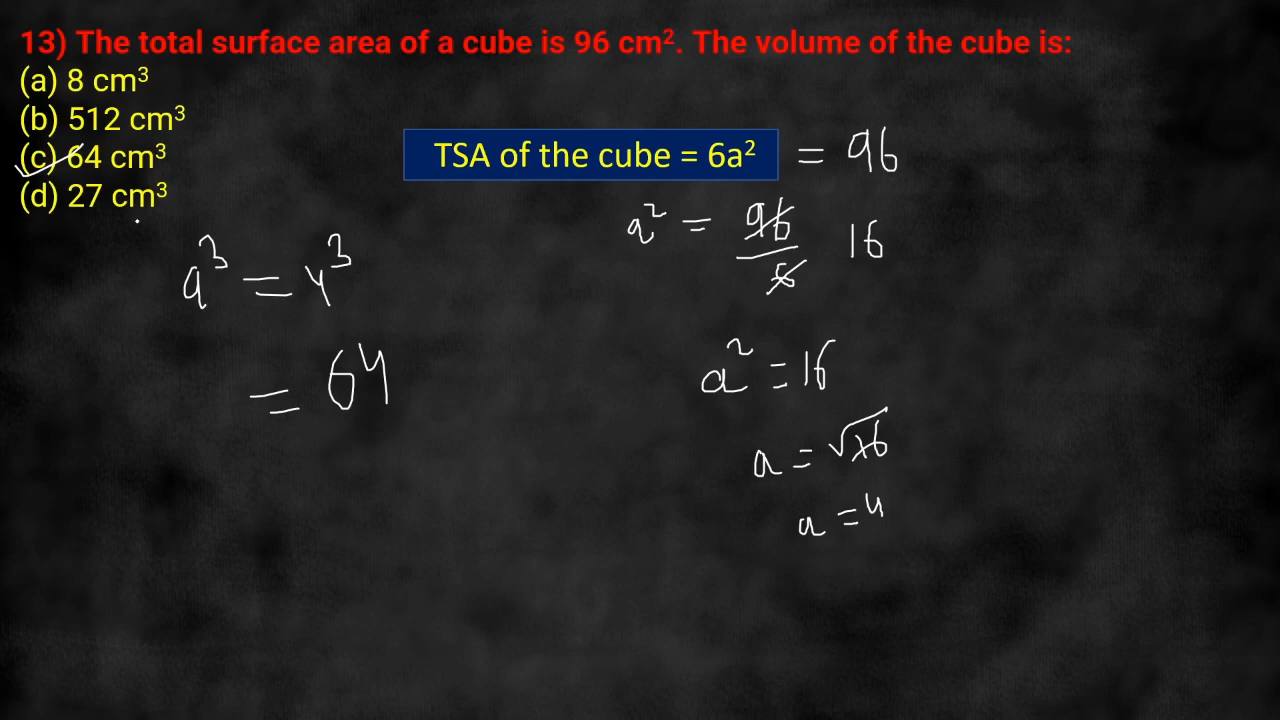 13) The total surface area of a cube is 96 cm². The volume of the cube is:
(a) 8 cm³
(b) 512 cm³
(c) 64 cm³
(d) 27 cm³
TSA of the cube = 6a² = 96
a² = 96/6 16
a² = 16
a = √16
a = 4
a³ = 4³
= 64